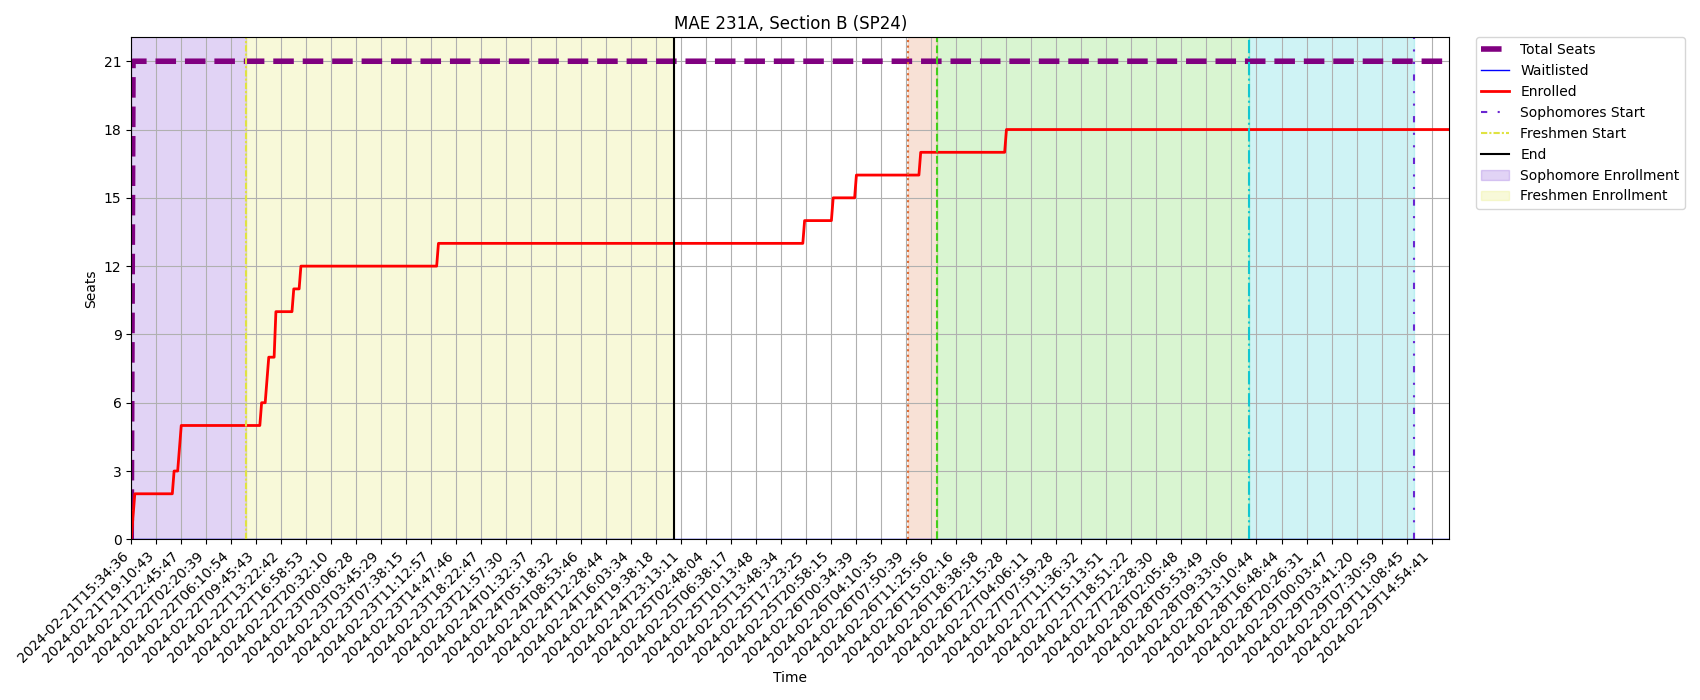 MAE 231A, Section B (SP24)
Seats
21
18
15
12
9
6
3
0
2024-02-21T15:34:36
2024-02-21T19:10:43
2024-02-21T22:45:47
2024-02-22T02:20:39
2024-02-22T06:10:54
2024-02-22T09:45:43
2024-02-22T13:22:42
2024-02-22T16:58:53
2024-02-22T20:32:10
2024-02-23T00:06:28
2024-02-23T03:45:29
2024-02-23T07:38:15
2024-02-23T11:12:57
2024-02-23T14:47:46
2024-02-23T18:22:47
2024-02-23T21:57:30
2024-02-24T01:32:37
2024-02-24T05:18:32
2024-02-24T08:53:46
2024-02-24T12:28:44
2024-02-24T16:03:34
2024-02-24T19:38:18
2024-02-24T23:13:11
2024-02-25T02:48:04
2024-02-25T06:38:17
2024-02-25T10:13:48
2024-02-25T13:48:34
2024-02-25T17:23:25
2024-02-25T20:58:15
2024-02-26T00:34:39
2024-02-26T04:10:35
2024-02-26T07:50:39
2024-02-26T11:25:56
2024-02-26T15:02:16
2024-02-26T18:38:58
2024-02-26T22:15:28
2024-02-27T04:06:11
2024-02-27T07:59:28
2024-02-27T11:36:32
2024-02-27T15:13:51
2024-02-27T18:51:22
2024-02-27T22:28:30
2024-02-28T02:05:48
2024-02-28T05:53:49
2024-02-28T09:33:06
2024-02-28T13:10:44
2024-02-28T16:48:44
2024-02-28T20:26:31
2024-02-29T00:03:47
2024-02-29T03:41:20
2024-02-29T07:30:59
2024-02-29T11:08:45
2024-02-29T14:54:41
Time
Total Seats
Waitlisted
Enrolled
Sophomores Start
Freshmen Start
End
Sophomore Enrollment
Freshmen Enrollment